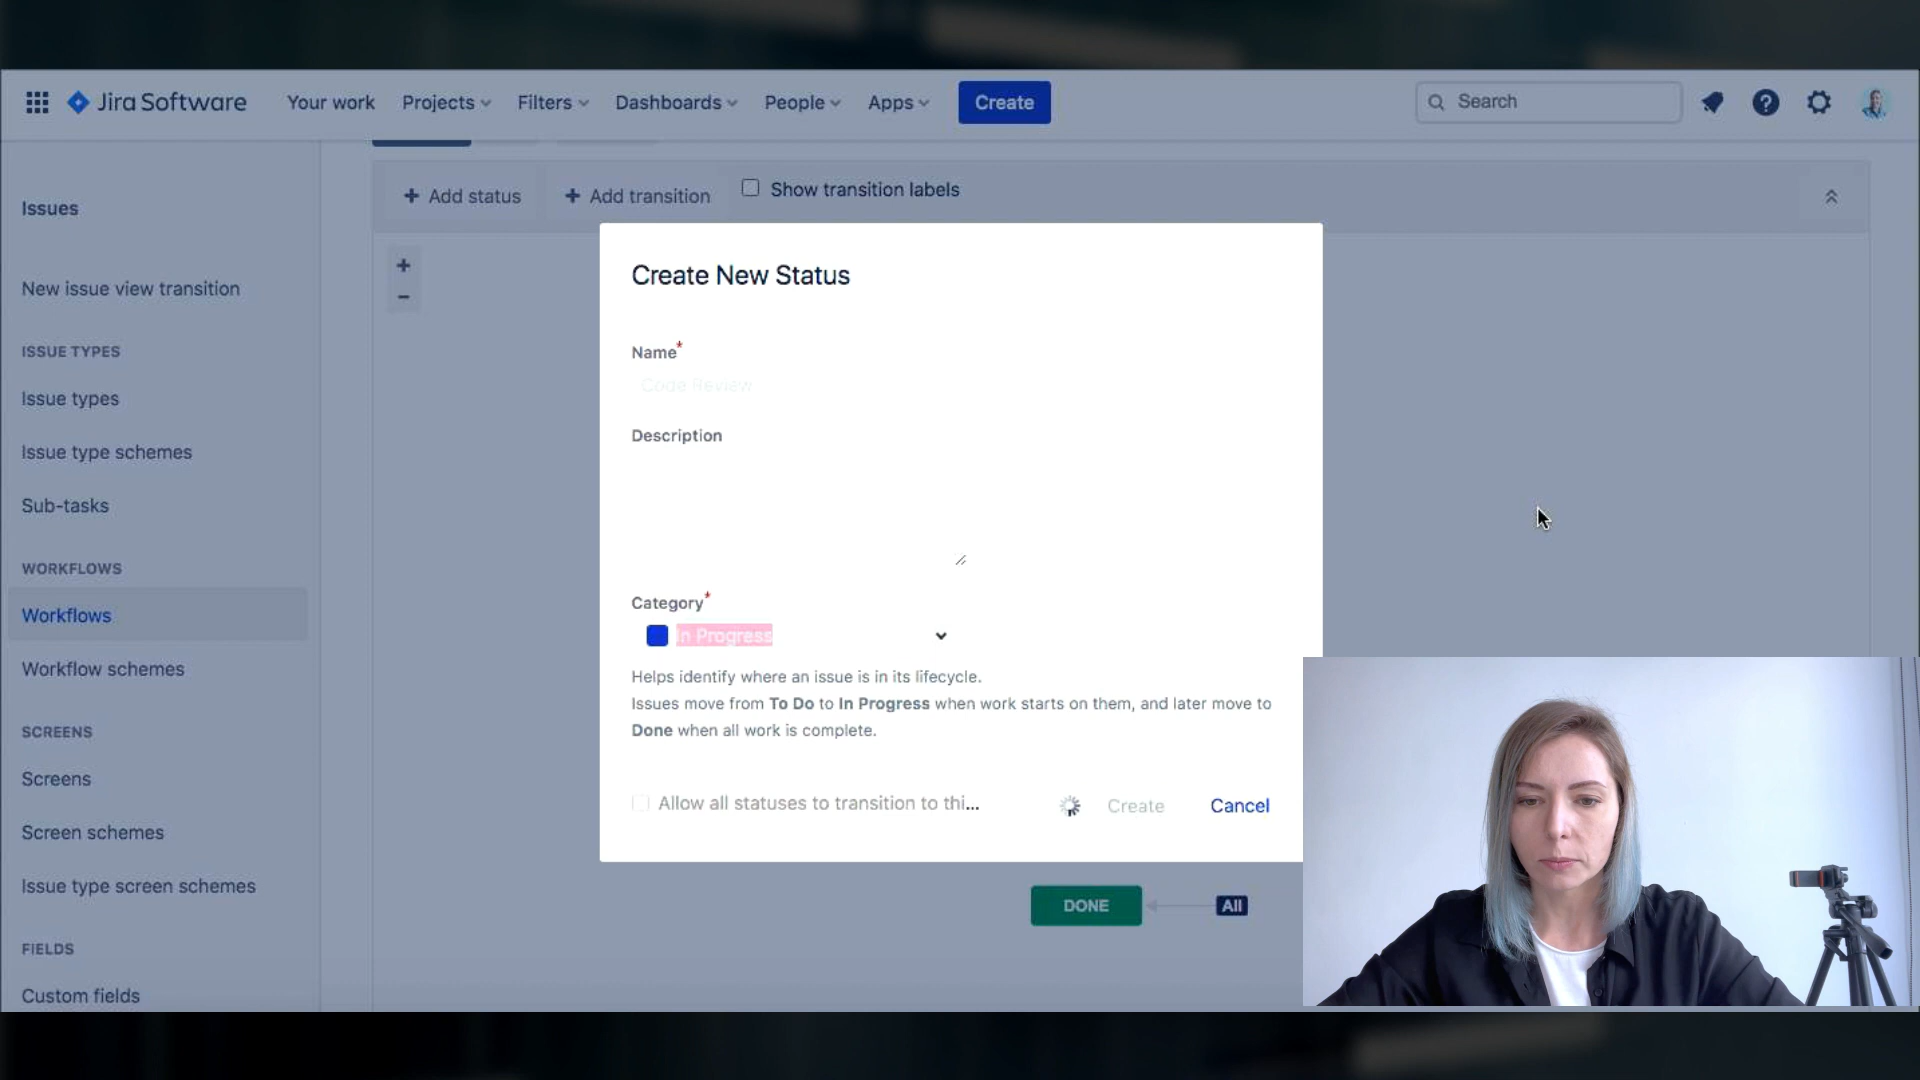 Jira Software
Your work
Projects
Filters
Dashboards
People
Apps
Create
Search
Issues
New issue view transition
ISSUE TYPES
Issue types
Issue type schemes
Sub-tasks
WORKFLOWS
Workflows
Workflow schemes
SCREENS
Screens
Screen schemes
Issue type screen schemes
FIELDS
Custom fields
+ Add status
+ Add transition
Show transition labels
+
-
Create New Status
Name*
Code Review
Description
Category*
In Progress
Helps identify where an issue is in its lifecycle.
Issues move from To Do to In Progress when work starts on them, and later move to
Done when all work is complete.
Allow all statuses to transition to thi...
Create
Cancel
DONE
All